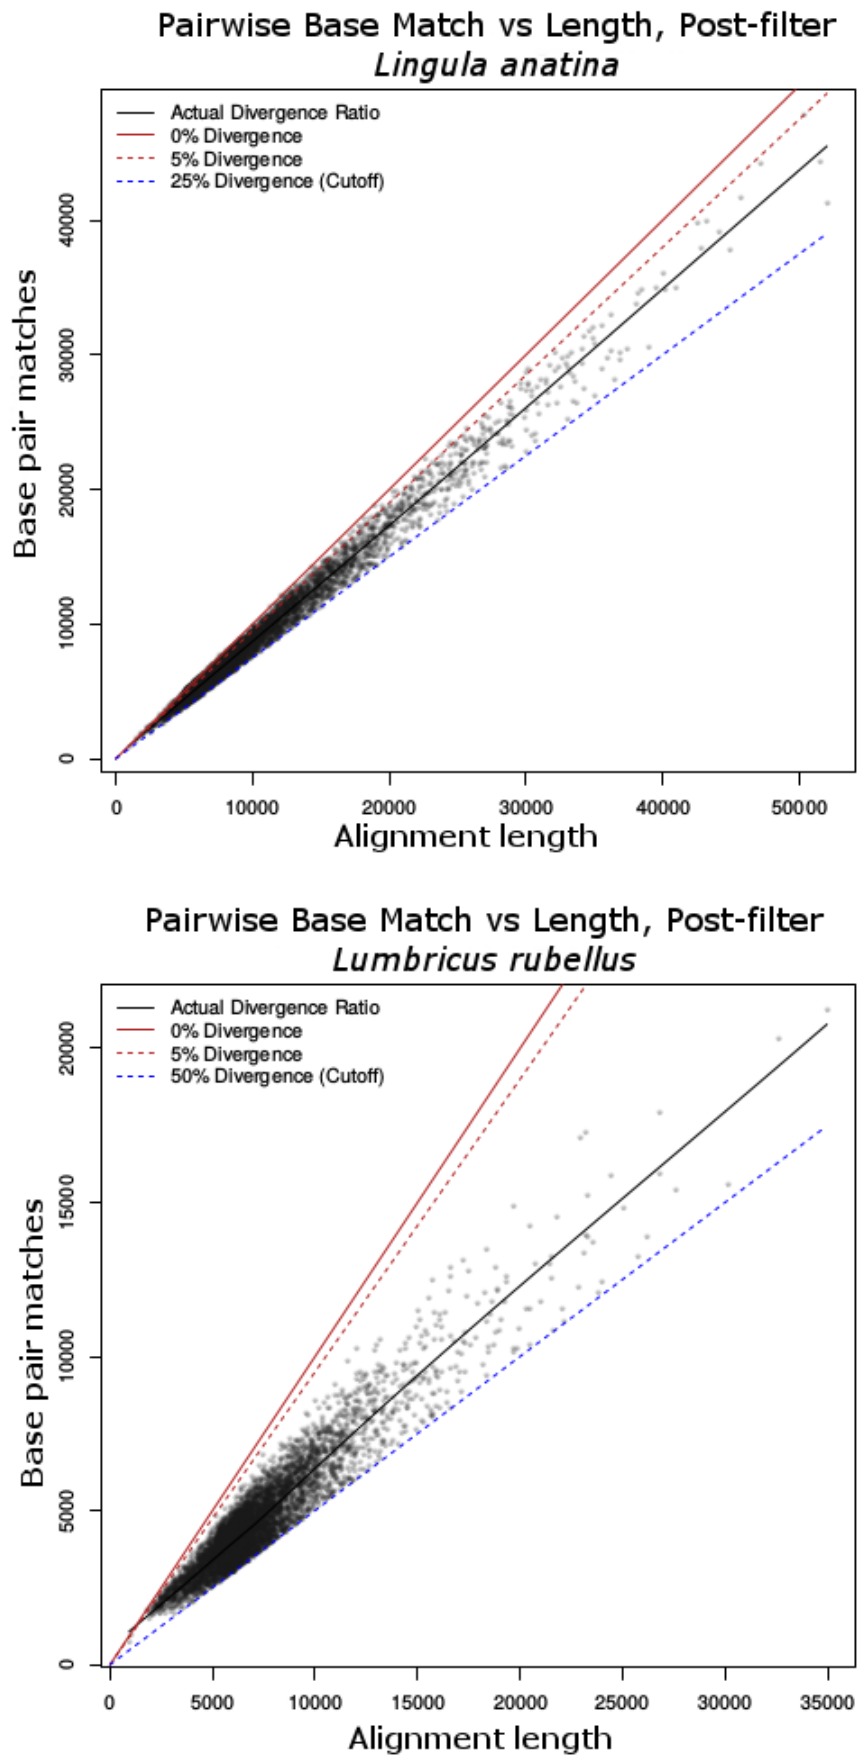 Pairwise Base Match vs Length, Post-filter
Lingula anatina
Actual Divergence Ratio
0% Divergence
5% Divergence
25% Divergence (Cutoff)
Base pair matches
40000
30000
20000
10000
0
0 10000 20000 30000 40000 50000
Alignment length
Pairwise Base Match vs Length, Post-filter
Lumbricus rubellus
Actual Divergence Ratio
0% Divergence
5% Divergence
50% Divergence (Cutoff)
Base pair matches
20000
15000
10000
5000
0
0 5000 10000 15000 20000 25000 30000 35000
Alignment length